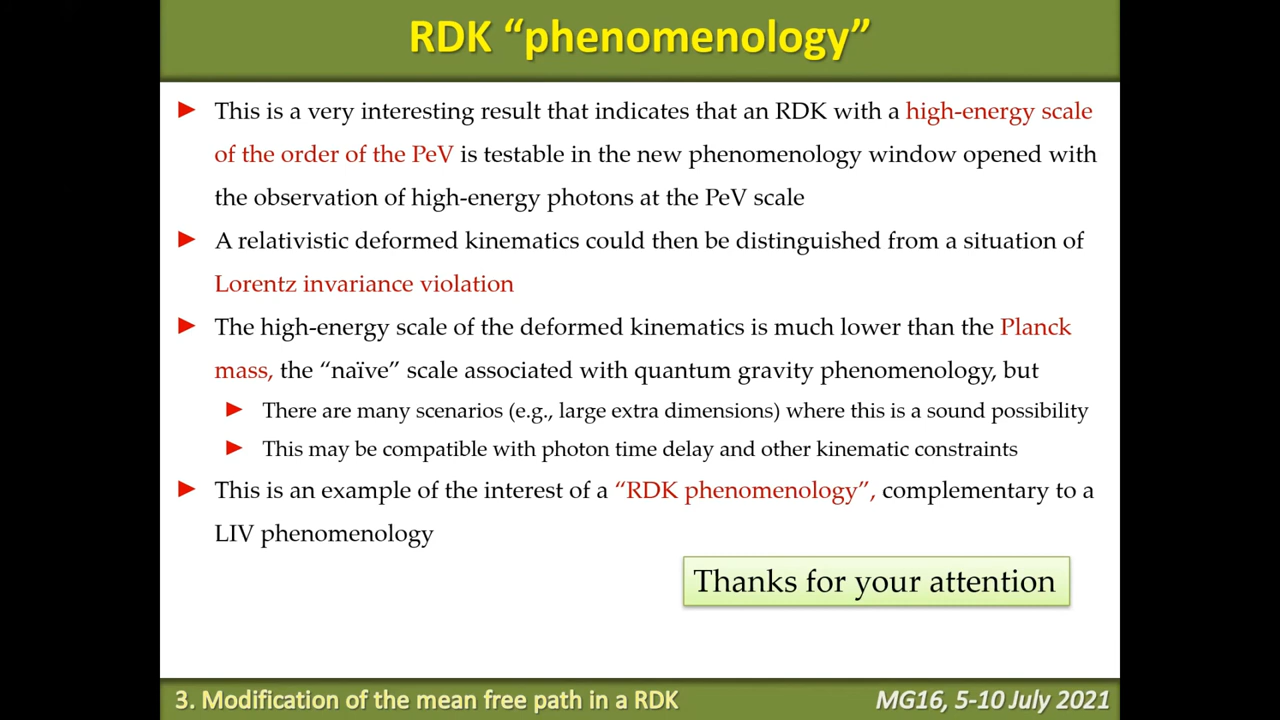 RDK “phenomenology”
This is a very interesting result that indicates that an RDK with a high-energy scale
of the order of the PeV is testable in the new phenomenology window opened with
the observation of high-energy photons at the PeV scale
A relativistic deformed kinematics could then be distinguished from a situation of
Lorentz invariance violation
The high-energy scale of the deformed kinematics is much lower than the Planck
mass, the “naïve” scale associated with quantum gravity phenomenology, but
There are many scenarios (e.g., large extra dimensions) where this is a sound possibility
This may be compatible with photon time delay and other kinematic constraints
This is an example of the interest of a “RDK phenomenology”, complementary to a
LIV phenomenology
Thanks for your attention
3. Modification of the mean free path in a RDK
MG16, 5-10 July 2021